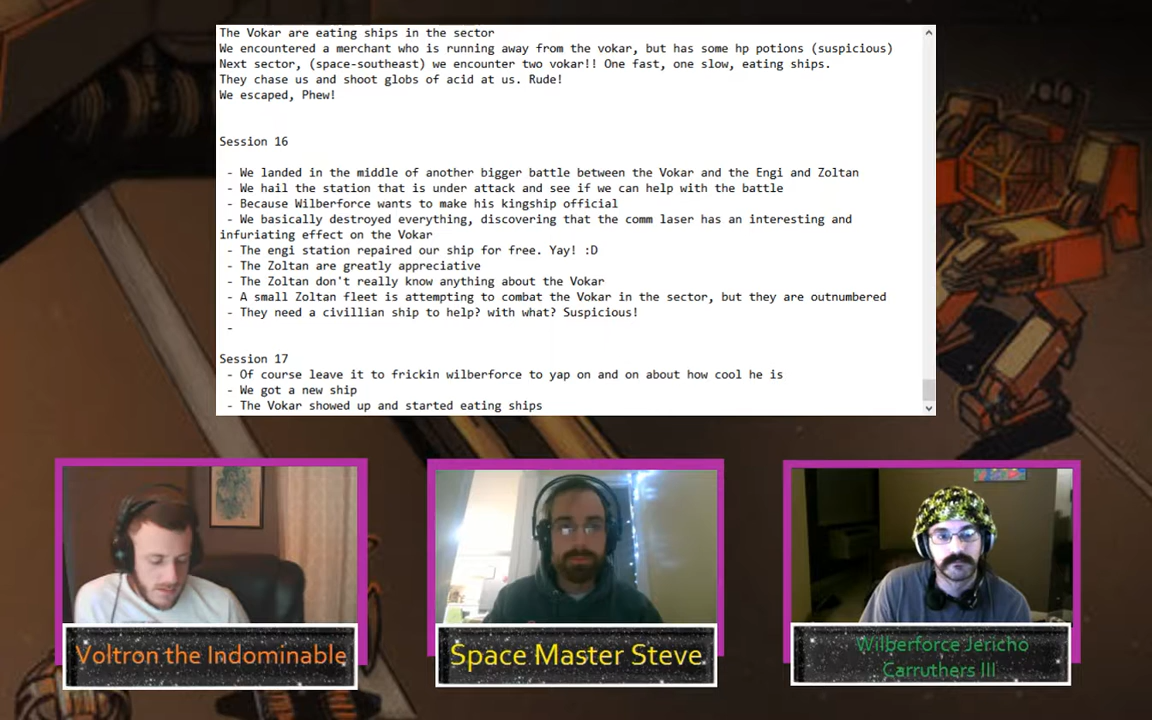 The Vokar are eating ships in the sector
We encountered a merchant who is running away from the vokar, but has some hp potions (suspicious)
Next sector, (space-southeast) we encounter two vokar!! One fast, one slow, eating ships.
They chase us and shoot globs of acid at us. Rude!
We escaped, Phew!
Session 16
- We landed in the middle of another bigger battle between the Vokar and the Engi and Zoltan
- We hail the station that is under attack and see if we can help with the battle
- Because Wilberforce wants to make his kingship official
- We basically destroyed everything, discovering that the comm laser has an interesting and
infuriating effect on the Vokar
- The engi station repaired our ship for free. Yay! :D
- The Zoltan are greatly appreciative
- The Zoltan don't really know anything about the Vokar
- A small Zoltan fleet is attempting to combat the Vokar in the sector, but they are outnumbered
- They need a civillian ship to help? with what? Suspicious!
-
Session 17
- Of course leave it to frickin wilberforce to yap on and on about how cool he is
- We got a new ship
- The Vokar showed up and started eating ships
Voltron the Indominable
Space Master Steve
Wilberforce Jericho
Carruthers III